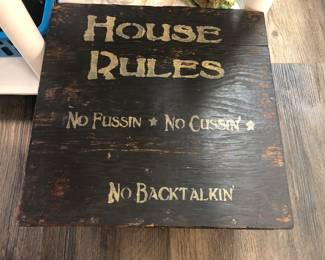 House
Rules
No Fussin ★ No Cussin' ★
No Backtalkin'